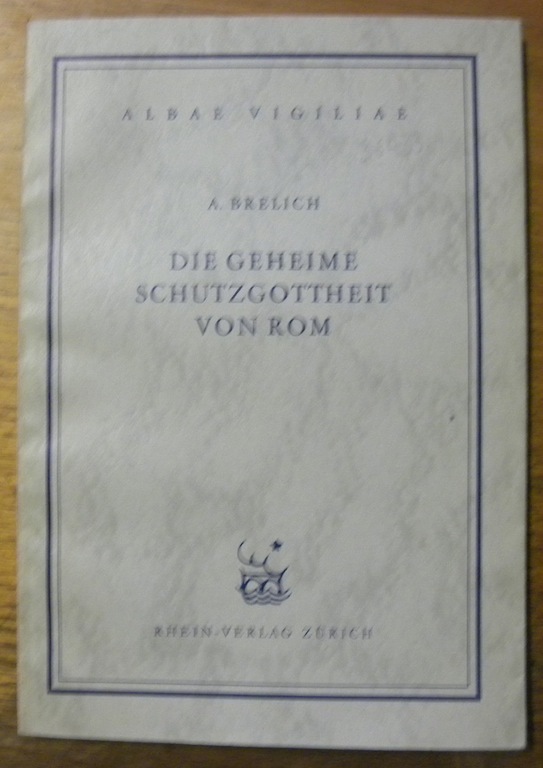 ALBAE VIGILIAE
A. BRELICH
DIE GEHEIME
SCHUTZGOTTHEIT
VON ROM
RHEIN-VERLAG ZÜRICH